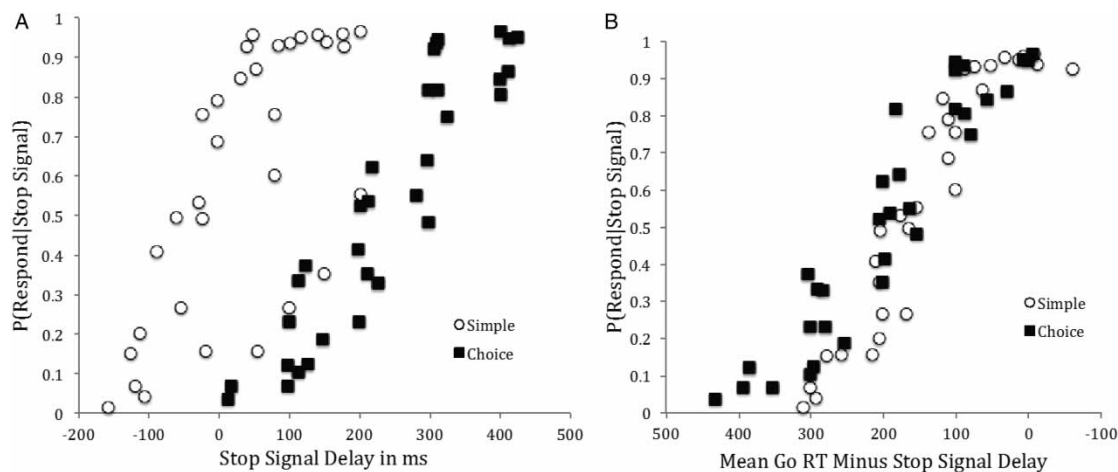 A
P(Respond|Stop Signal)
1
0.9
0.8
0.7
0.6
0.5
0.4
0.3
0.2
0.1
0
-200 -100 0 100 200 300 400 500
Stop Signal Delay in ms
Simple
Choice
B
P(Respond|Stop Signal)
1
0.9
0.8
0.7
0.6
0.5
0.4
0.3
0.2
0.1
0
500 400 300 200 100 0 -100
Mean Go RT Minus Stop Signal Delay
Simple
Choice